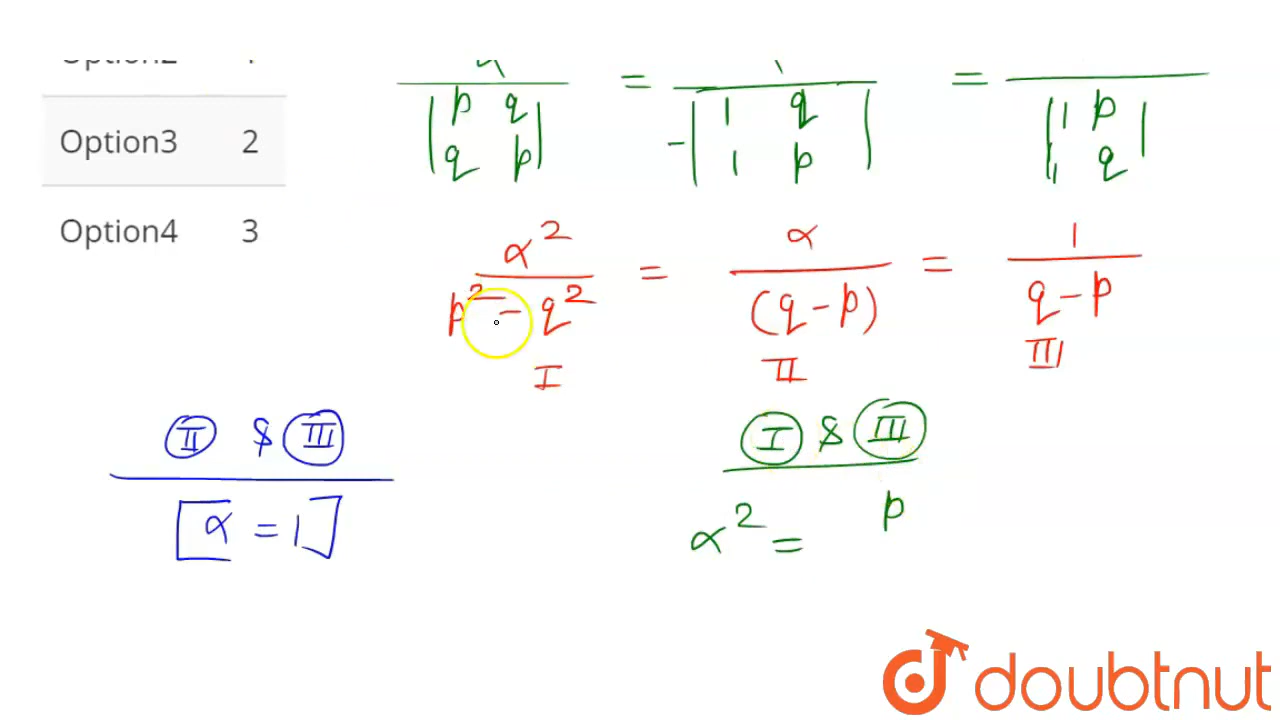 α = 1 =
|p q| -|1 q| |1 p|
|q p| |1 p| |1 q|
Option3 2
Option4 3
α² / p² - q² = α / (q - p) = 1 / q - p
I II III
II & III
α = 1
I & III
α² = p
doubtnut